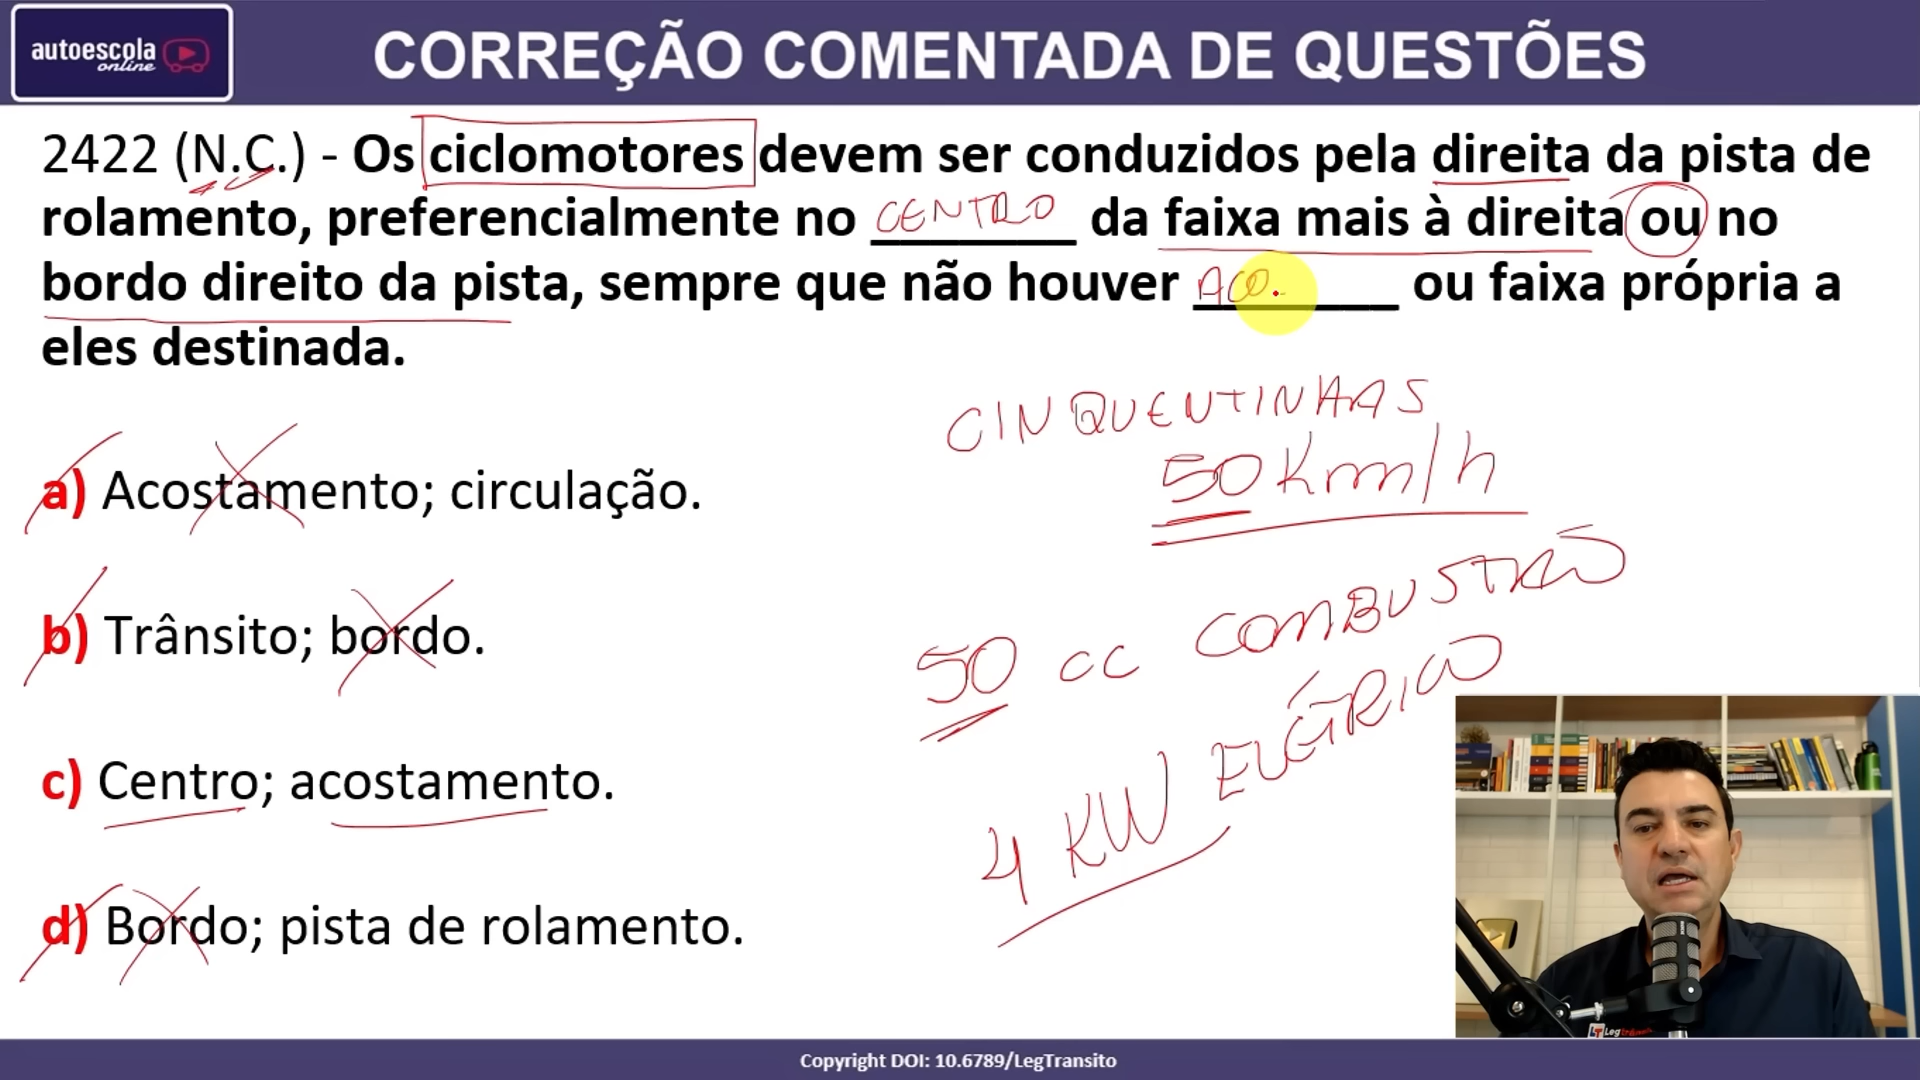 autoescola
online
CORREÇÃO COMENTADA DE QUESTÕES
2422 (N.C.) - Os ciclomotores devem ser conduzidos pela direita da pista de
rolamento, preferencialmente no CENTRO da faixa mais à direita ou no
bordo direito da pista, sempre que não houver ACO. ou faixa própria a
eles destinada.
CINQUENTINHAS
50 Km/h
a) Acostamento; circulação.
50 cc COMBUSTÃO
b) Trânsito; bordo.
4 KW ELÉTRICO
c) Centro; acostamento.
d) Bordo; pista de rolamento.
Copyright DOI: 10.6789/LegTransito